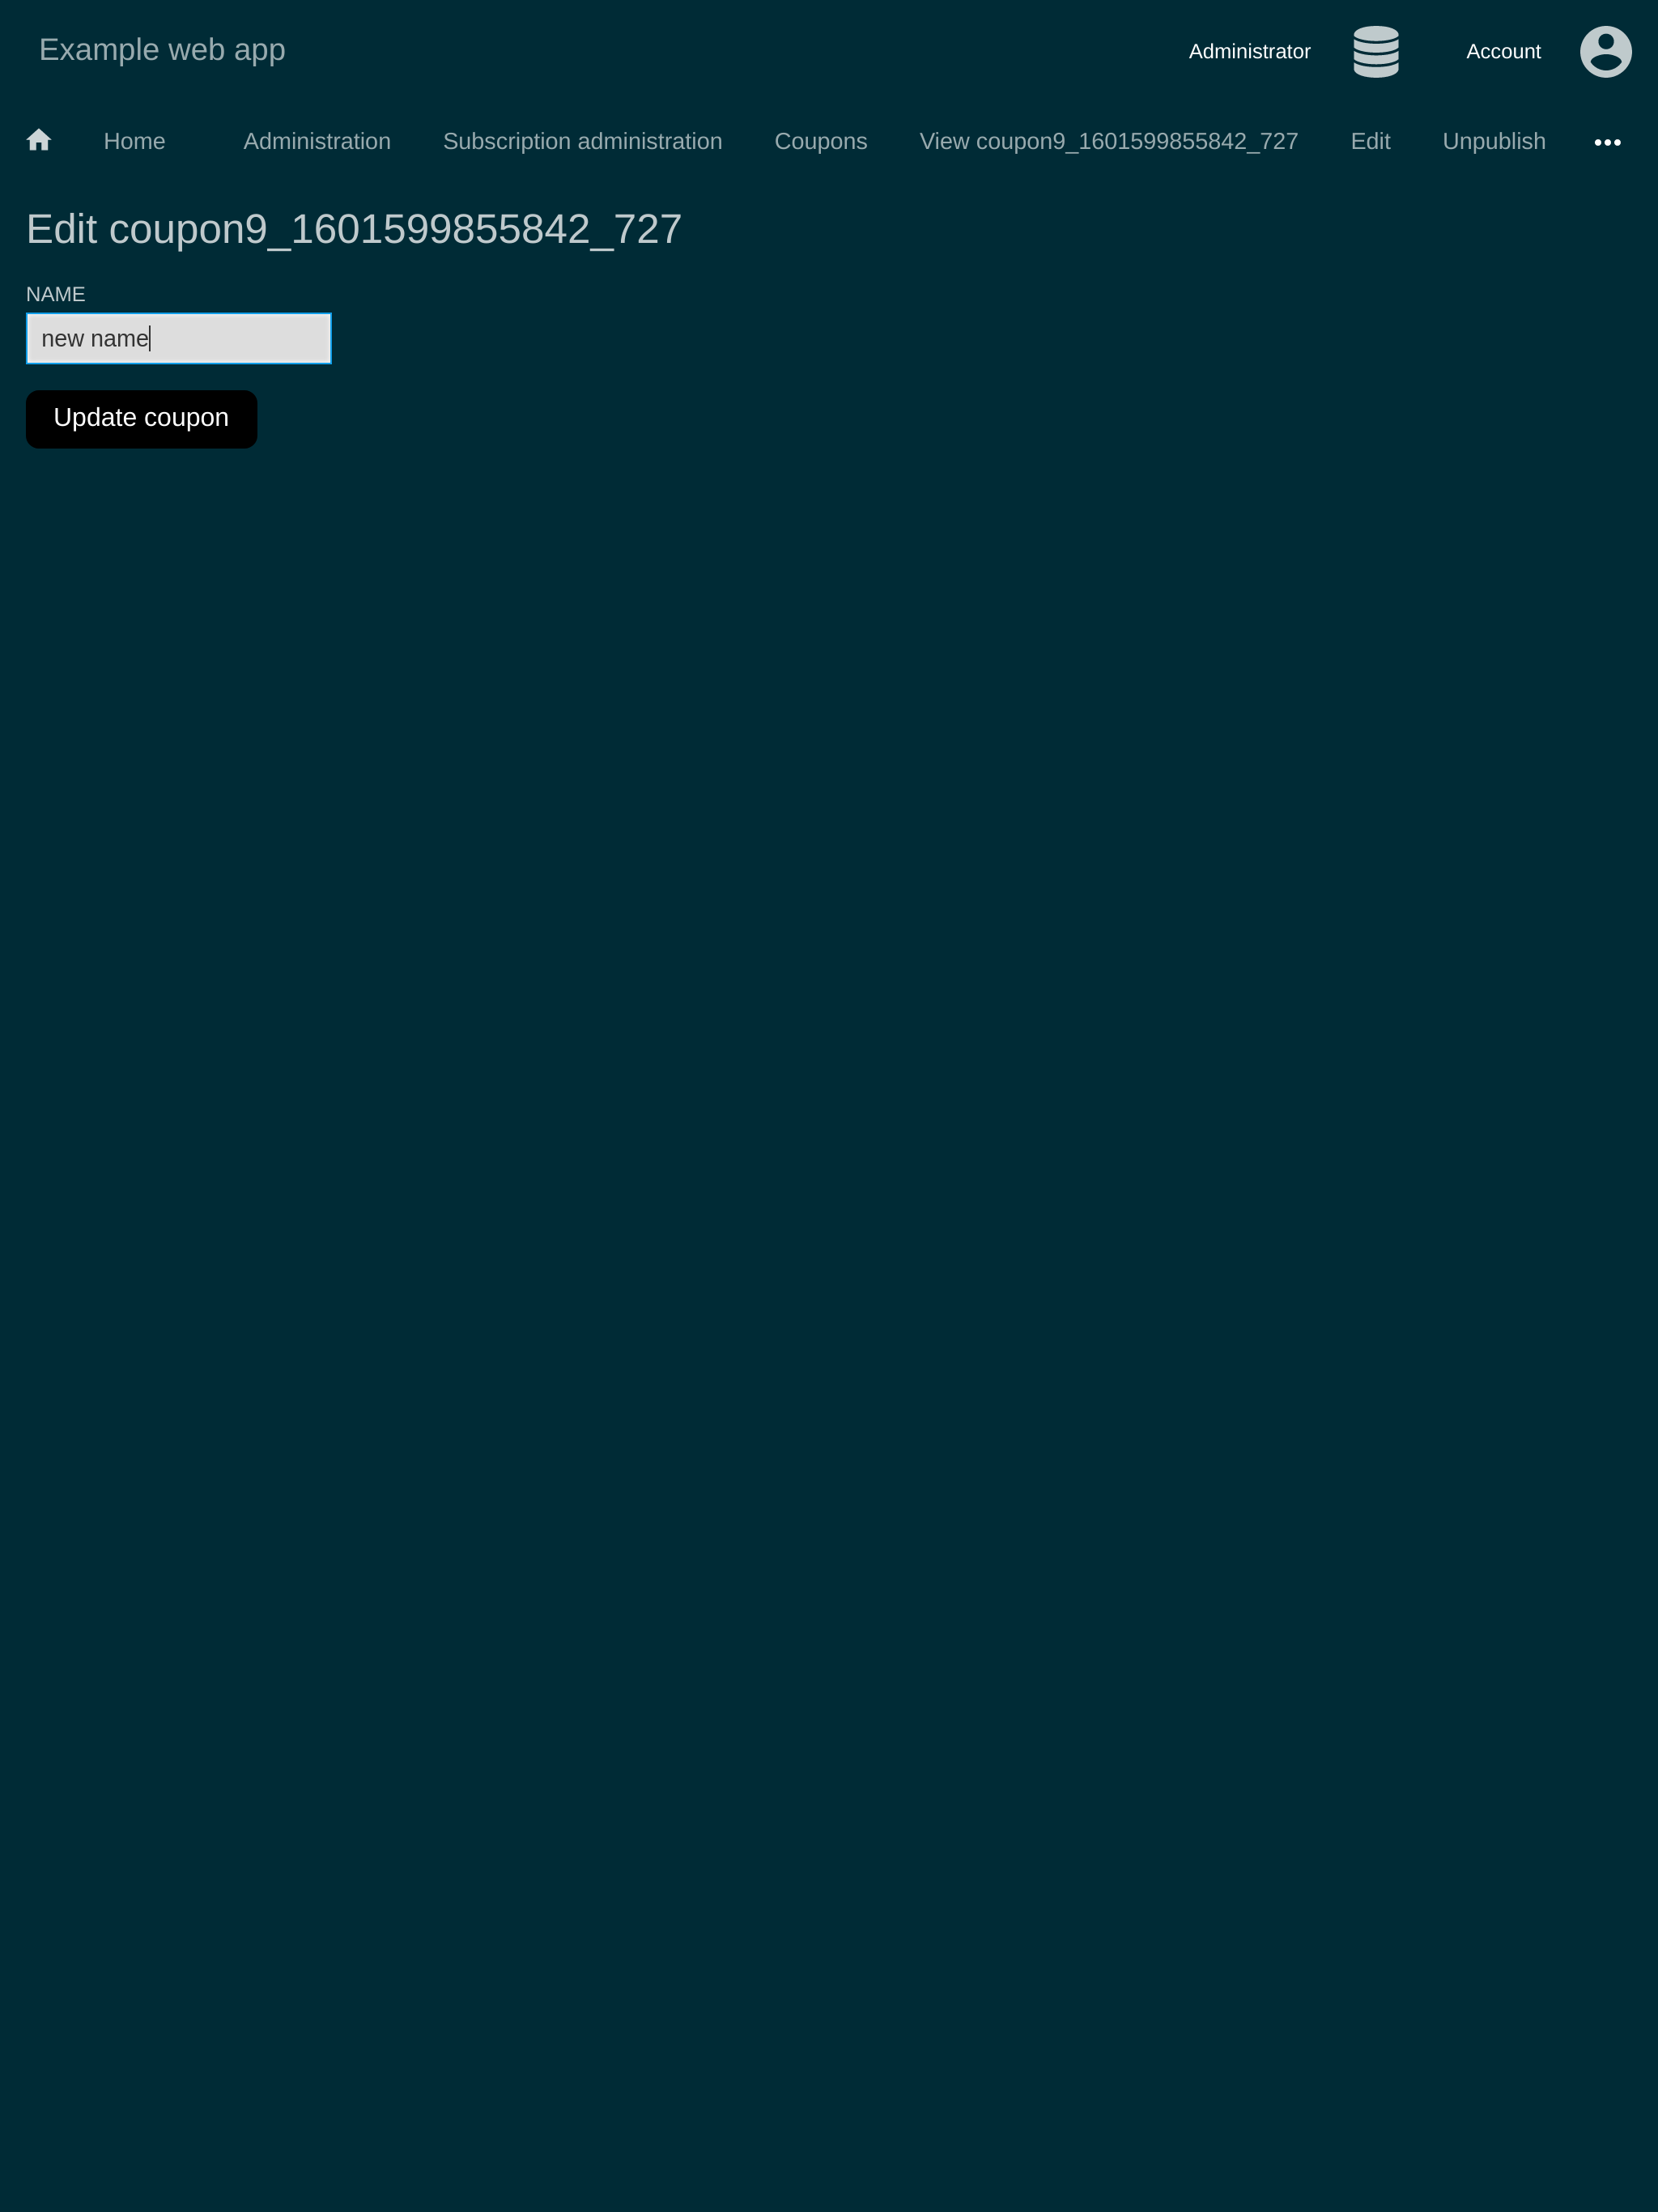 Example web app
Administrator Account
Home Administration Subscription administration Coupons View coupon9_1601599855842_727 Edit Unpublish
Edit coupon9_1601599855842_727
NAME
new name
Update coupon